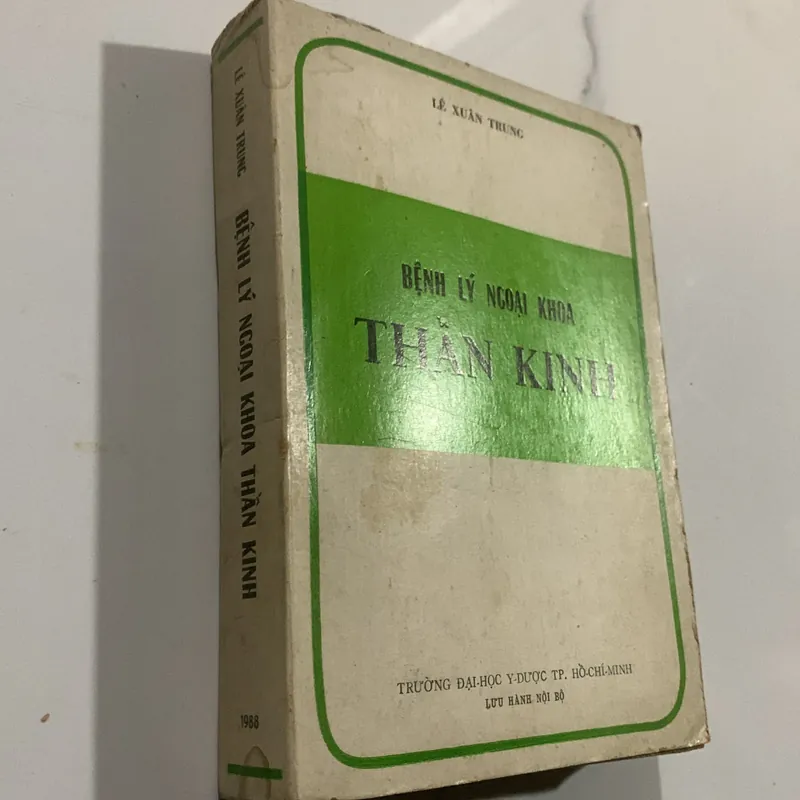 LÊ XUÂN TRUNG
BỆNH LÝ NGOẠI KHOA
THẦN KINH
TRƯỜNG ĐẠI-HỌC Y-DƯỢC TP. HỒ-CHÍ-MINH
LƯU HÀNH NỘI BỘ
LÊ XUÂN TRUNG
BỆNH LÝ NGOẠI KHOA THẦN KINH
1988